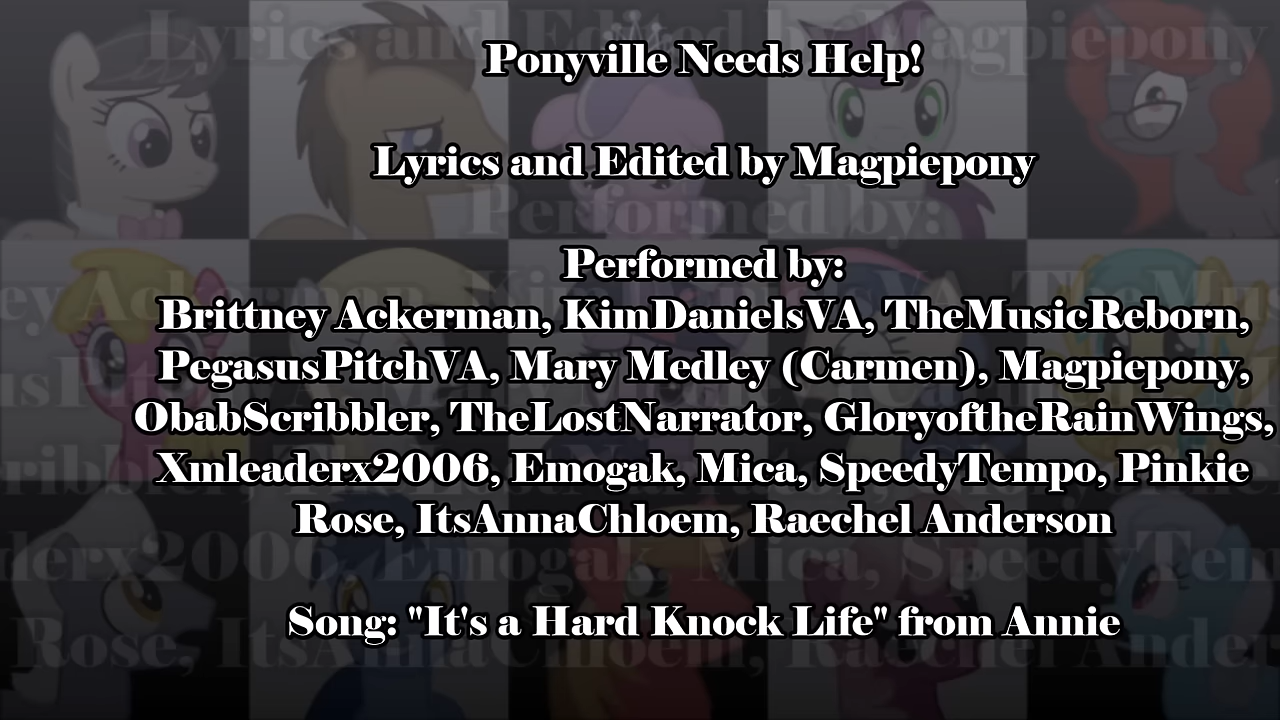 Ponyville Needs Help!
Lyrics and Edited by Magpiepony
Performed by:
Brittney Ackerman, KimDanielsVA, TheMusicReborn,
PegasusPitchVA, Mary Medley (Carmen), Magpiepony,
ObabScribbler, TheLostNarrator, GloryoftheRainWings,
Xmleaderx2006, Emogak, Mica, SpeedyTempo, Pinkie
Rose, ItsAnnaChloem, Raechel Anderson
Song: "It's a Hard Knock Life" from Annie